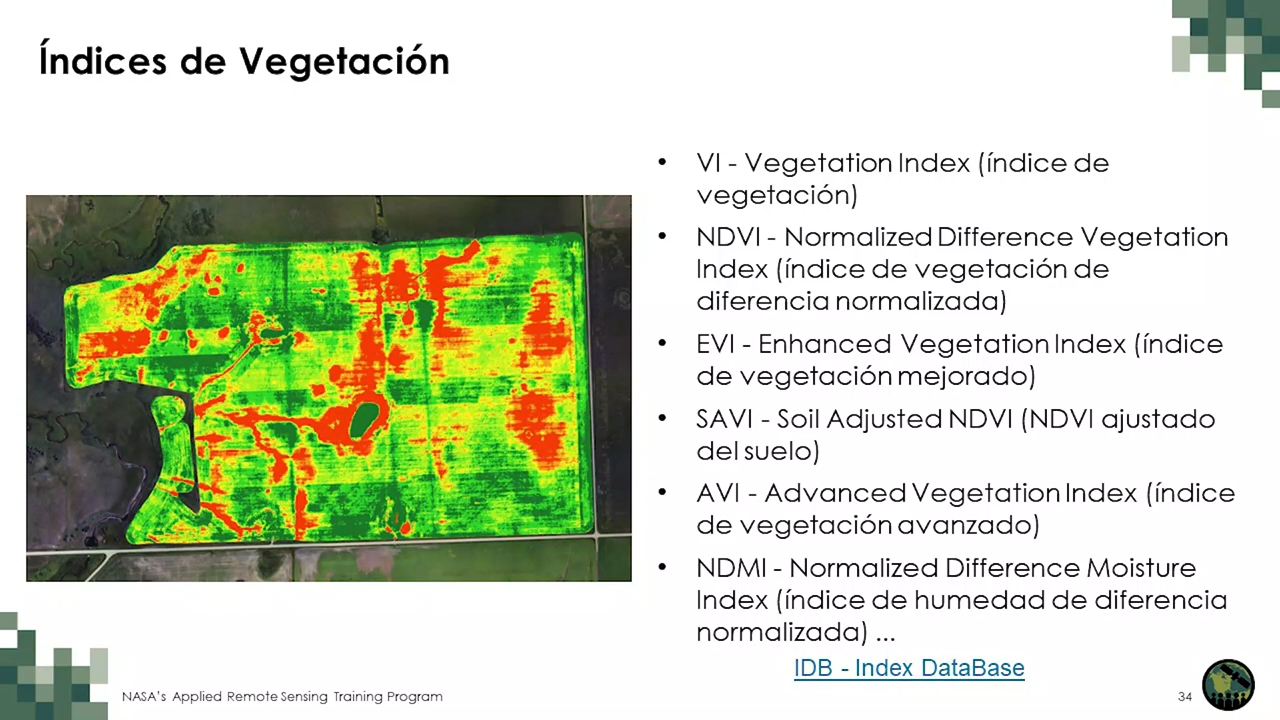 Índices de Vegetación
• VI - Vegetation Index (índice de
vegetación)
• NDVI - Normalized Difference Vegetation
Index (índice de vegetación de
diferencia normalizada)
• EVI - Enhanced Vegetation Index (índice
de vegetación mejorado)
• SAVI - Soil Adjusted NDVI (NDVI ajustado
del suelo)
• AVI - Advanced Vegetation Index (índice
de vegetación avanzado)
• NDMI - Normalized Difference Moisture
Index (índice de humedad de diferencia
normalizada) ...
IDB - Index DataBase
NASA's Applied Remote Sensing Training Program
34